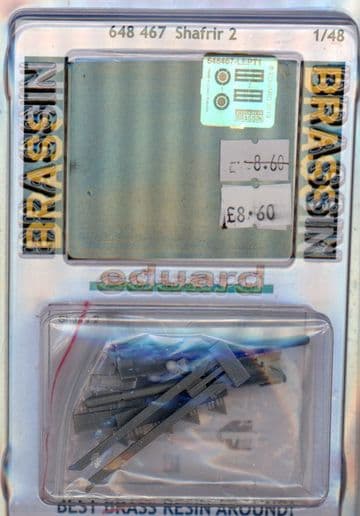 648 467 Shafrir 2 1/48
648467-LEPT1
BRASSIN
BRASSIN
£8.60
£8.60
eduard
BEST BRASS RESIN AROUND!